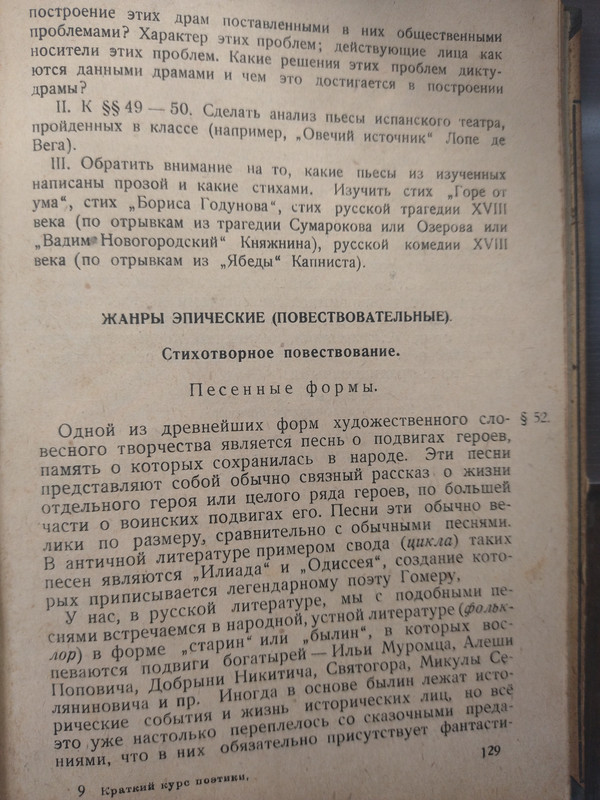 построение этих драм поставленными в них общественными
проблемами? Характер этих проблем; действующие лица как
носители этих проблем. Какие решения этих проблем дикту-
ются данными драмами и чем это достигается в построении
драмы?
II. К §§ 49 — 50. Сделать анализ пьесы испанского театра,
пройденных в классе (например, „Овечий источник“ Лопе де
Вега).
III. Обратить внимание на то, какие пьесы из изученных
написаны прозой и какие стихами. Изучить стих „Горе от
ума“, стих „Бориса Годунова“, стих русской трагедии XVIII
века (по отрывкам из трагедии Сумарокова или Озерова или
„Вадим Новогородский“ Княжнина), русской комедии XVIII
века (по отрывкам из „Ябеды“ Капниста).
ЖАНРЫ ЭПИЧЕСКИЕ (ПОВЕСТВОВАТЕЛЬНЫЕ)
Стихотворное повествование.
Песенные формы.
Одной из древнейших форм художественного сло- § 52.
весного творчества является песнь о подвигах героев,
память о которых сохранилась в народе. Эти песни
представляют собой обычно связный рассказ о жизни
отдельного героя или целого ряда героев, по большей
части о воинских подвигах его. Песни эти обычно ве-
лики по размеру, сравнительно с обычными песнями.
В античной литературе примером свода (цикла) таких
песен являются „Илиада“ и „Одиссея“, создание кото-
рых приписывается легендарному поэту Гомеру,
У нас, в русской литературе, мы с подобными пе-
снями встречаемся в народной, устной литературе (фольк-
лор) в форме „старин“ или „былин“, в которых вос-
певаются подвиги богатырей — Ильи Муромца, Алеши
Поповича, Добрыни Никитича, Святогора, Микулы Се-
ляниновича и пр. Иногда в основе былин лежат исто-
рические события и жизнь исторических лиц, но всё
это уже настолько переплелось со сказочными преда-
ниями, что в них обязательно присутствует фантасти-
129
9 Краткий курс поэтики.